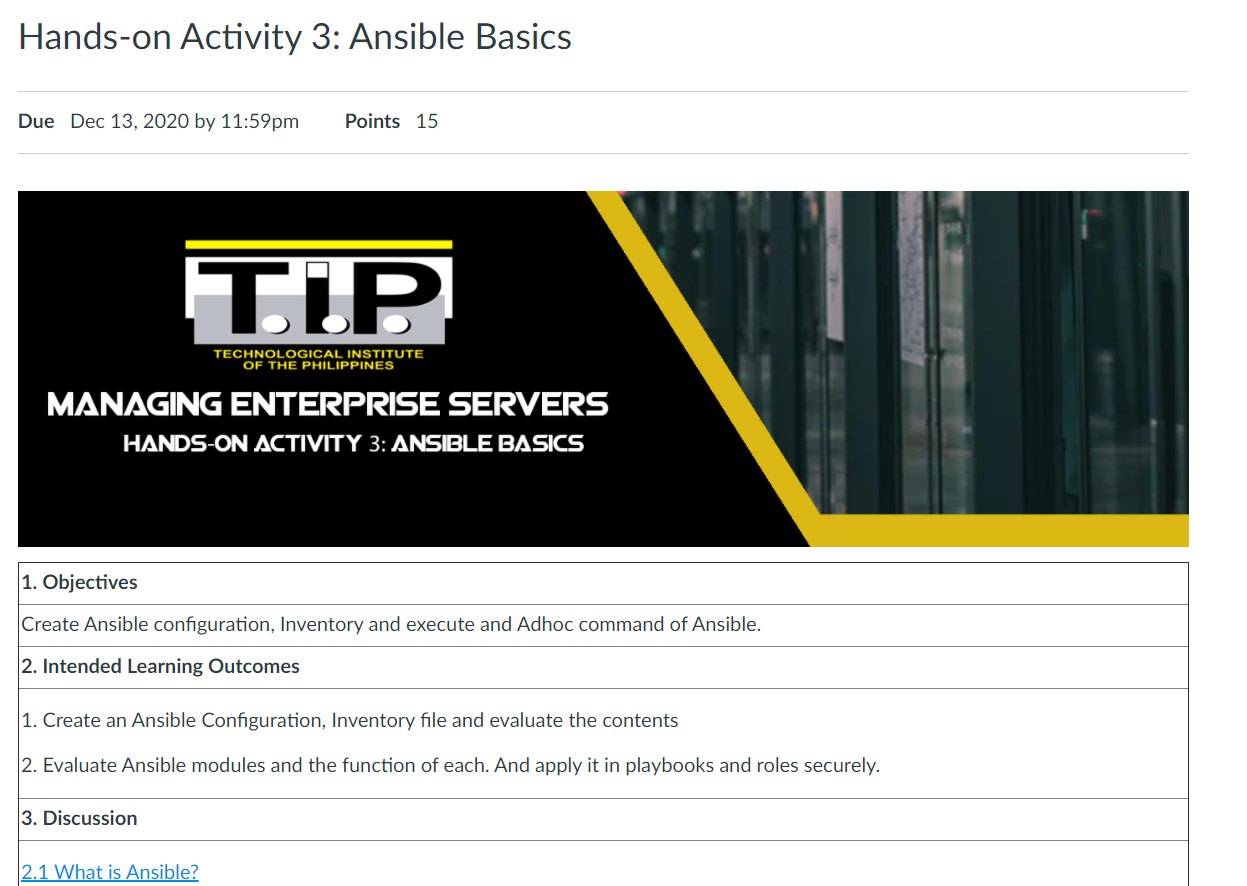 Hands-on Activity 3: Ansible Basics
Due Dec 13, 2020 by 11:59pm Points 15
T.I.P
TECHNOLOGICAL INSTITUTE
OF THE PHILIPPINES
MANAGING ENTERPRISE SERVERS
HANDS-ON ACTIVITY 3: ANSIBLE BASICS
1. Objectives
Create Ansible configuration, Inventory and execute and Adhoc command of Ansible.
2. Intended Learning Outcomes
1. Create an Ansible Configuration, Inventory file and evaluate the contents
2. Evaluate Ansible modules and the function of each. And apply it in playbooks and roles securely.
3. Discussion
2.1 What is Ansible?